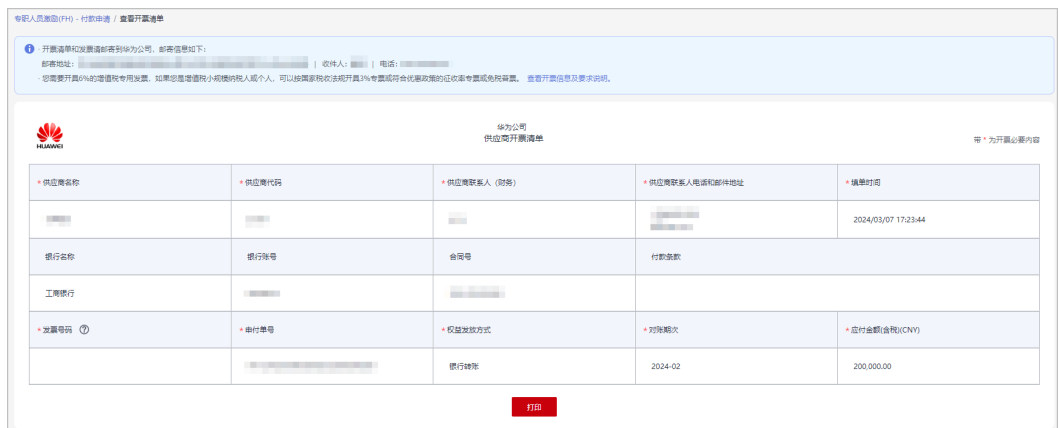 专职人员激励(FH) - 付款申请 / 查看开票清单
· 开票清单和发票请邮寄到华为公司，邮寄信息如下：
邮寄地址： | 收件人： | 电话：
· 您需要开具6%的增值税专用发票，如果您是增值税小规模纳税人或个人，可以按国家税收法规开具3%专票或符合优惠政策的征收率专票或免税普票。 查看开票信息及要求说明。
HUAWEI
华为公司
供应商开票清单
带 * 为开票必要内容
* 供应商名称 * 供应商代码 * 供应商联系人（财务） * 供应商联系人电话和邮件地址 * 填单时间
2024/03/07 17:23:44
银行名称 银行账号 合同号 付款条款
工商银行
* 发票号码 ? * 申付单号 * 权益发放方式 * 对账期次 * 应付金额(含税)(CNY)
银行转账 2024-02 200,000.00
打印